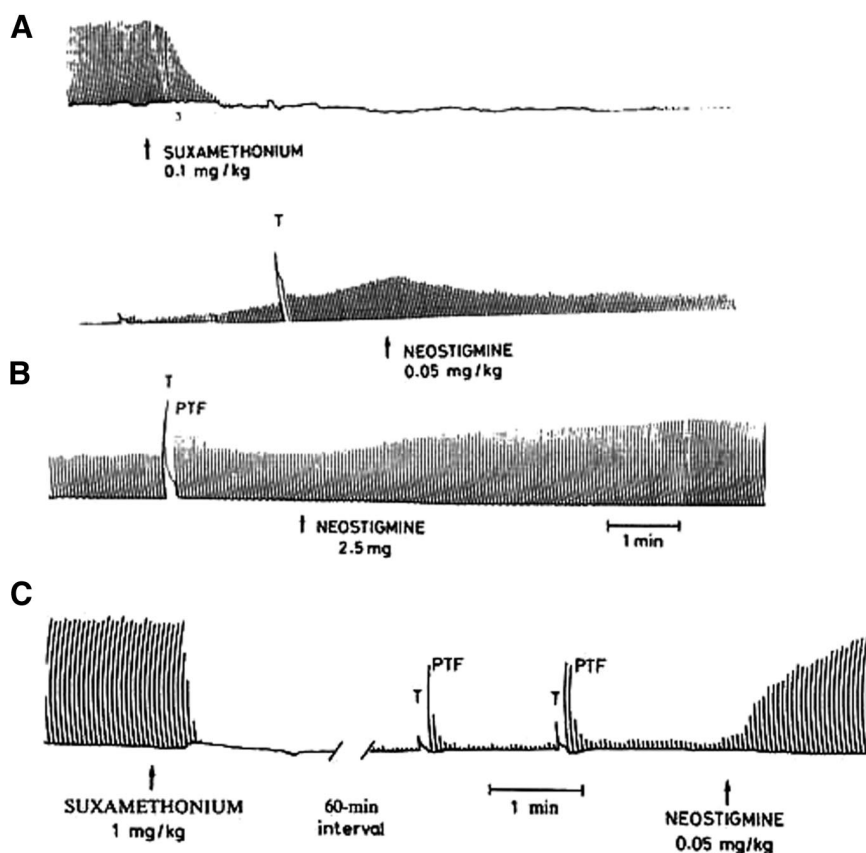 A
3
SUXAMETHONIUM
0.1 mg/kg
T
NEOSTIGMINE
0.05 mg/kg
B
T
PTF
NEOSTIGMINE
2.5 mg
1 min
C
PTF
PTF
T
T
SUXAMETHONIUM
1 mg/kg
60-min
interval
1 min
NEOSTIGMINE
0.05 mg/kg